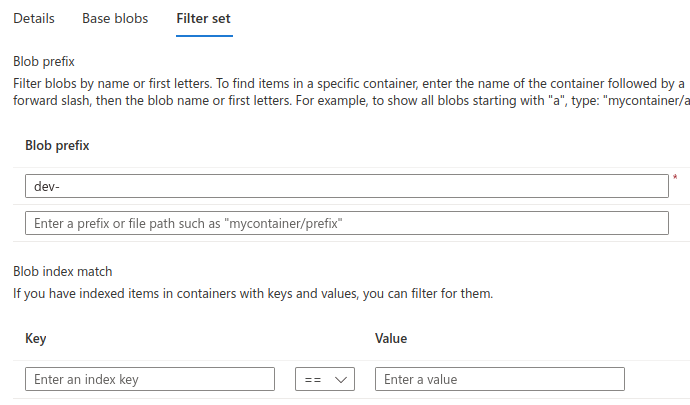 Details Base blobs Filter set
Blob prefix
Filter blobs by name or first letters. To find items in a specific container, enter the name of the container followed by a
forward slash, then the blob name or first letters. For example, to show all blobs starting with "a", type: "mycontainer/a
Blob prefix
dev- *
Enter a prefix or file path such as "mycontainer/prefix"
Blob index match
If you have indexed items in containers with keys and values, you can filter for them.
Key Value
Enter an index key == Enter a value